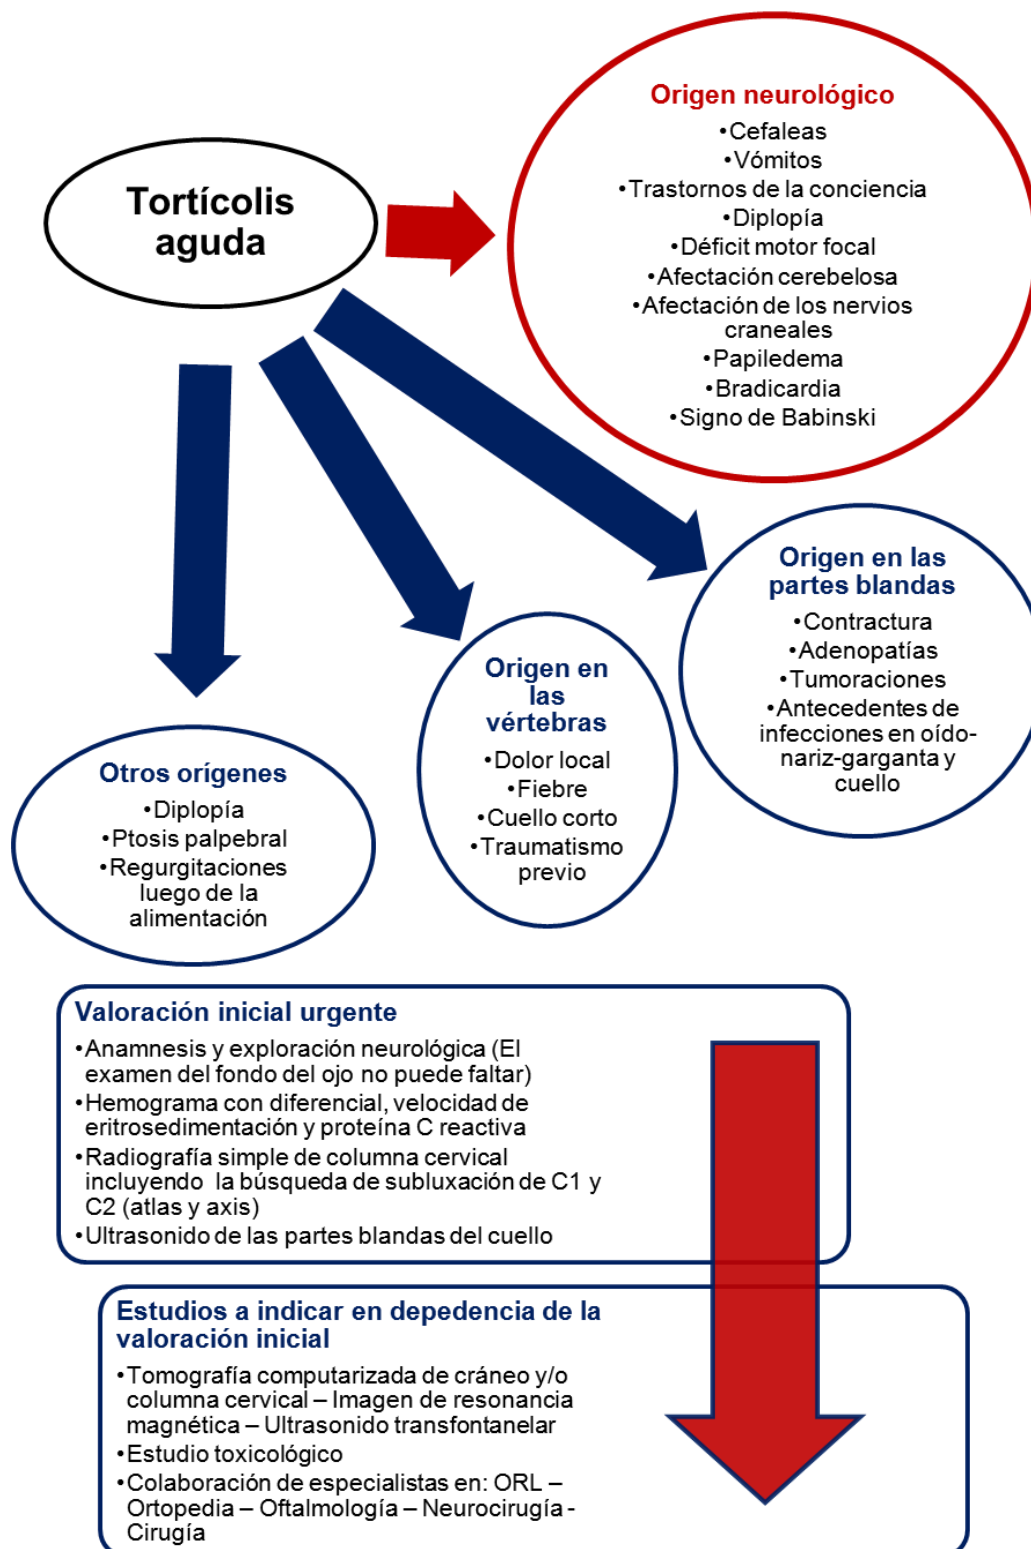 Tortícolis
aguda
Origen neurológico
•Cefaleas
•Vómitos
•Trastornos de la conciencia
•Diplopía
•Déficit motor focal
•Afectación cerebelosa
•Afectación de los nervios
craneales
•Papiledema
•Bradicardia
•Signo de Babinski
Origen en las
partes blandas
•Contractura
•Adenopatías
•Tumoraciones
•Antecedentes de
infecciones en oído-
nariz-garganta y
cuello
Origen en
las
vértebras
•Dolor local
•Fiebre
•Cuello corto
•Traumatismo
previo
Otros orígenes
•Diplopía
•Ptosis palpebral
•Regurgitaciones
luego de la
alimentación
Valoración inicial urgente
•Anamnesis y exploración neurológica (El
examen del fondo del ojo no puede faltar)
•Hemograma con diferencial, velocidad de
eritrosedimentación y proteína C reactiva
•Radiografía simple de columna cervical
incluyendo la búsqueda de subluxación de C1 y
C2 (atlas y axis)
•Ultrasonido de las partes blandas del cuello
Estudios a indicar en depedencia de la
valoración inicial
•Tomografía computarizada de cráneo y/o
columna cervical – Imagen de resonancia
magnética – Ultrasonido transfontanelar
•Estudio toxicológico
•Colaboración de especialistas en: ORL –
Ortopedia – Oftalmología – Neurocirugía -
Cirugía